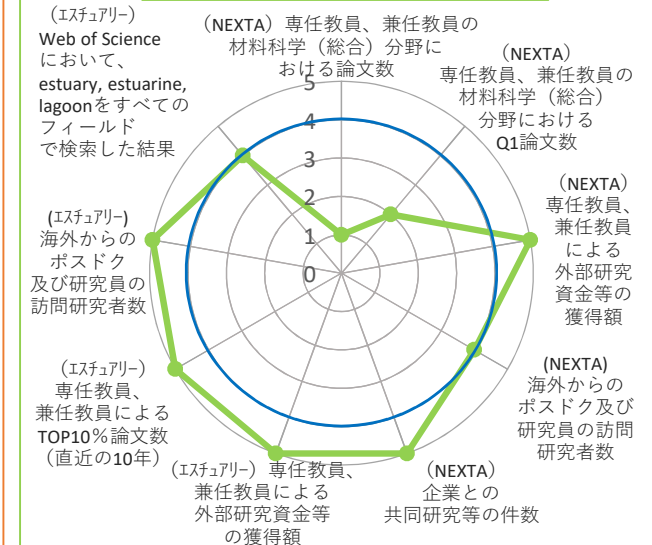 (ｴｽﾁｭｱﾘｰ)
Web of Science
において、
estuary, estuarine,
lagoonをすべての
フィールド
で検索した結果
(NEXTA) 専任教員、兼任教員の
材料科学（総合）分野に
おける論文数
(NEXTA)
専任教員、兼任教員の
材料科学（総合）
分野における
Q1論文数
(NEXTA)
専任教員、
兼任教員
による
外部研究
資金等の
獲得額
(NEXTA)
海外からの
ポスドク及び
研究員の訪問
研究者数
(NEXTA)
企業との
共同研究等の件数
(ｴｽﾁｭｱﾘｰ) 専任教員、
兼任教員による
外部研究資金等
の獲得額
(ｴｽﾁｭｱﾘｰ)
専任教員、
兼任教員による
TOP10％論文数
（直近の10年）
(ｴｽﾁｭｱﾘｰ)
海外からの
ポスドク
及び研究員の
訪問研究者数
5
4
3
2
1
0